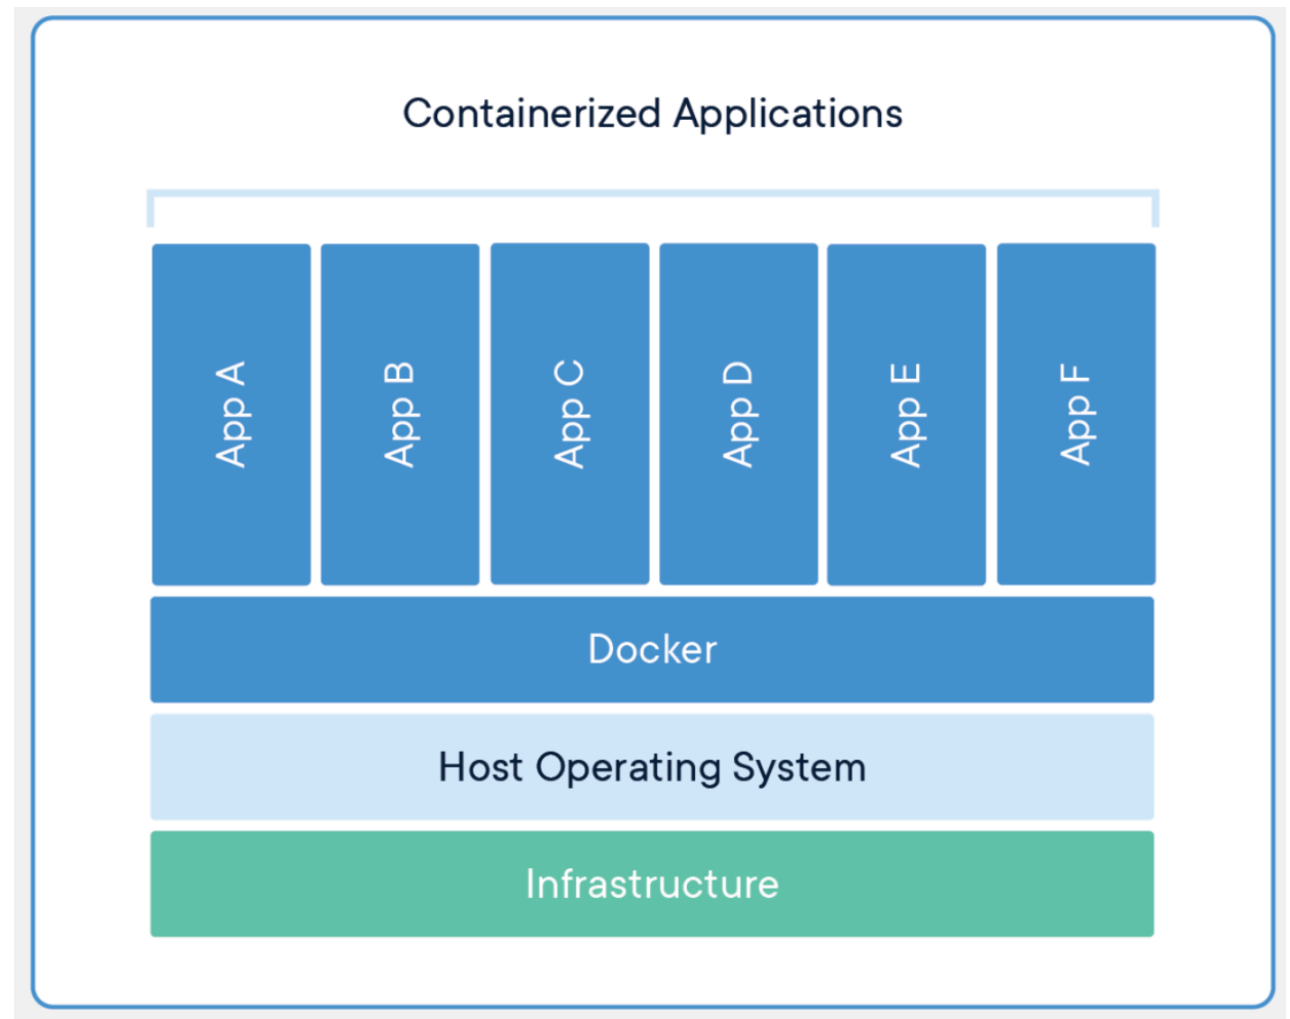 Containerized Applications
App A
App B
App C
App D
App E
App F
Docker
Host Operating System
Infrastructure